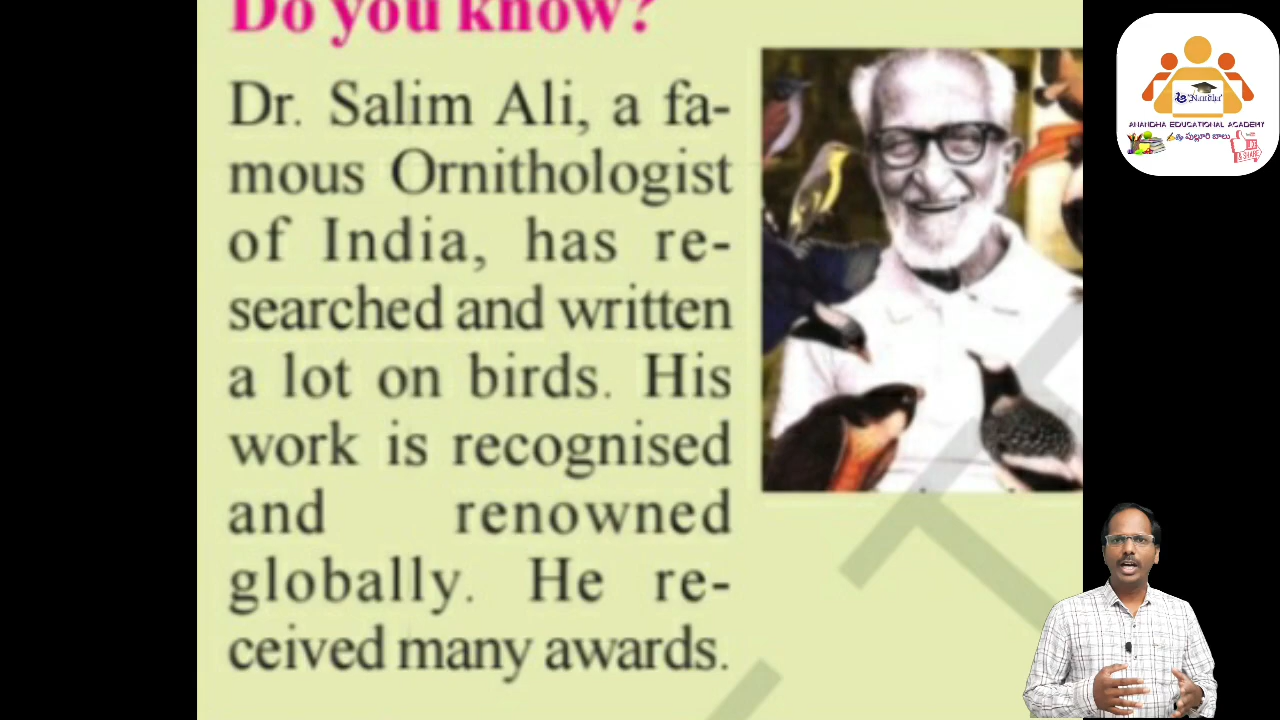 Do you know?
Dr. Salim Ali, a fa-
mous Ornithologist
of India, has re-
searched and written
a lot on birds. His
work is recognised
and renowned
globally. He re-
ceived many awards.
ANANDHA EDUCATIONAL ACADEMY
పుల్లూరి బాలు
SHARE